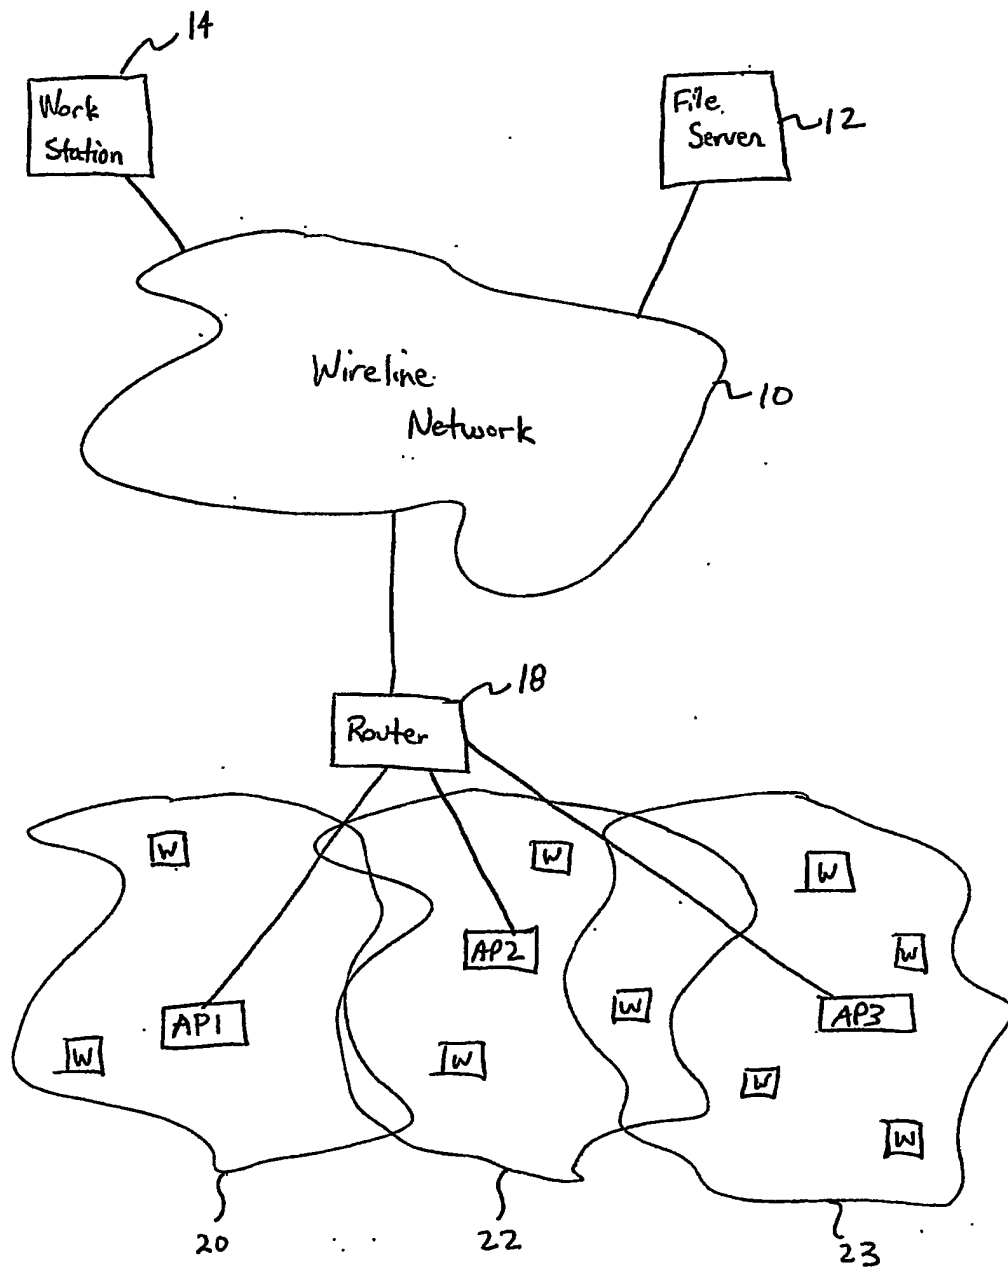 14
Work
Station
File
Server
12
Wireline
Network
10
18
Router
W
W
W
W
AP2
W
AP1
AP3
W
W
W
W
20
22
23